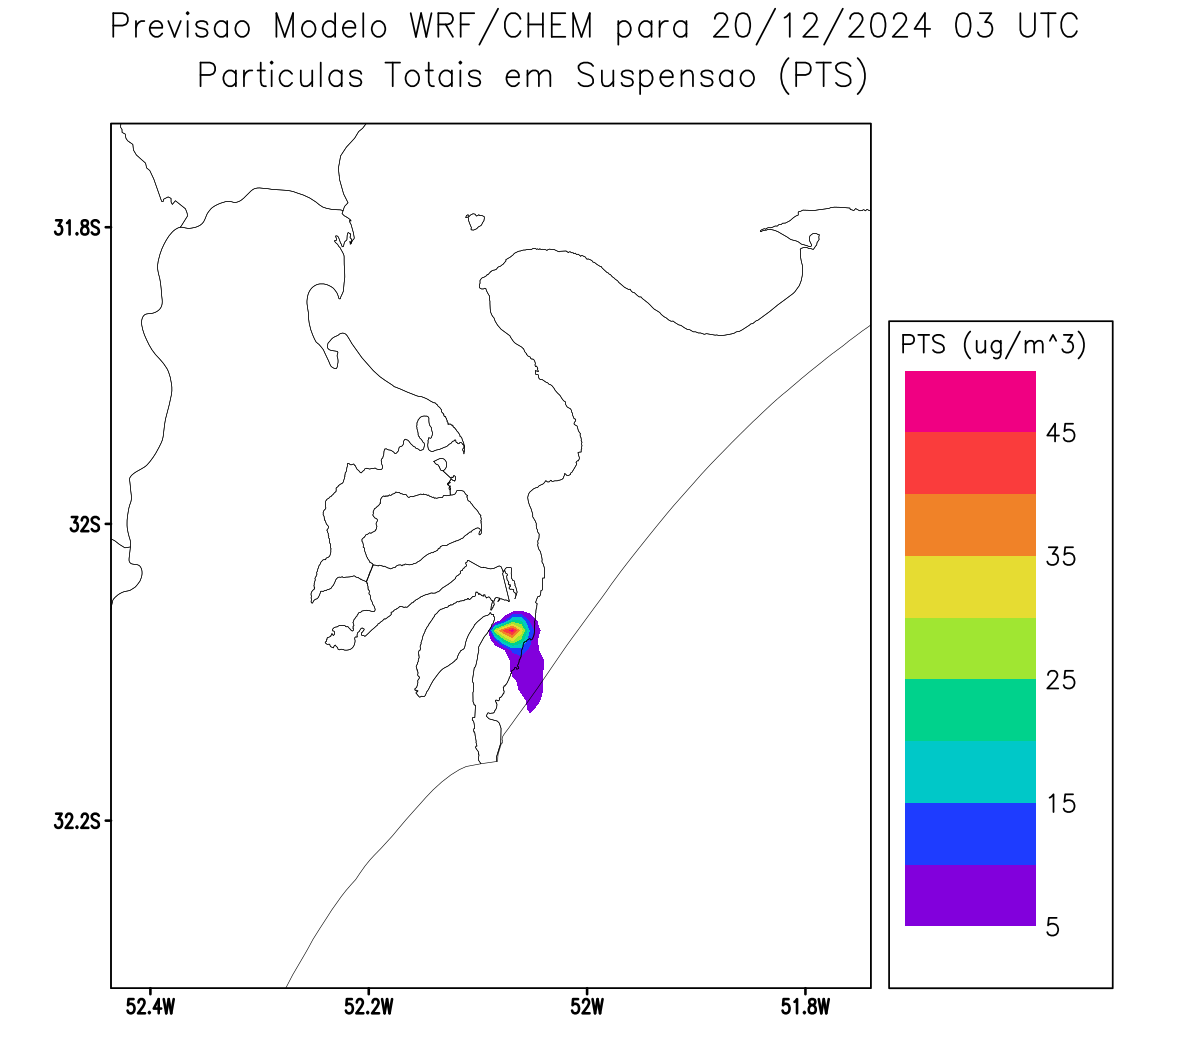 Previsao Modelo WRF/CHEM para 20/12/2024 03 UTC
Particulas Totais em Suspensao (PTS)
31.8S
32S
32.2S
52.4W
52.2W
52W
51.8W
PTS (ug/m^3)
45
35
25
15
5